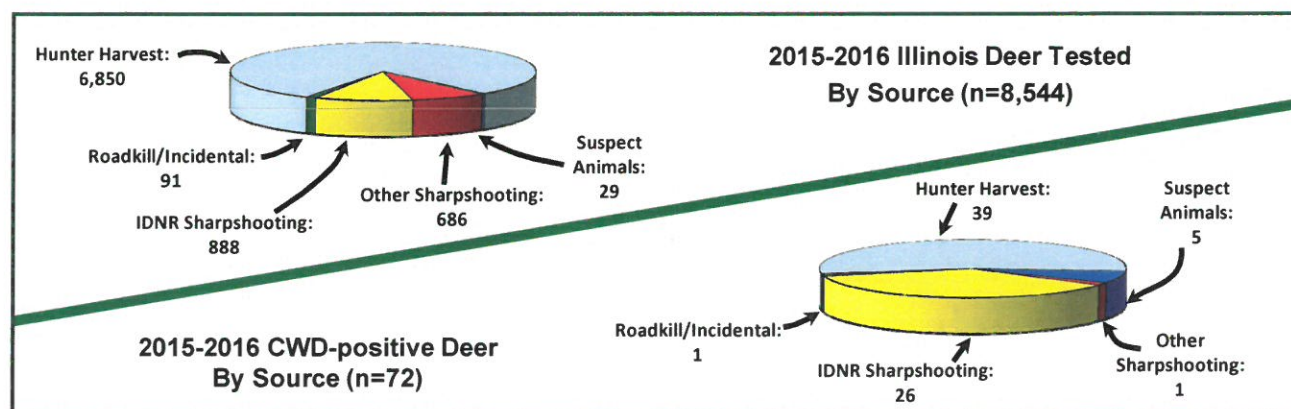 Hunter Harvest:
6,850
2015-2016 Illinois Deer Tested
By Source (n=8,544)
Roadkill/Incidental:
91
IDNR Sharpshooting:
888
Other Sharpshooting:
686
Suspect
Animals:
29
2015-2016 CWD-positive Deer
By Source (n=72)
Hunter Harvest:
39
Suspect
Animals:
5
Roadkill/Incidental:
1
IDNR Sharpshooting:
26
Other
Sharpshooting:
1